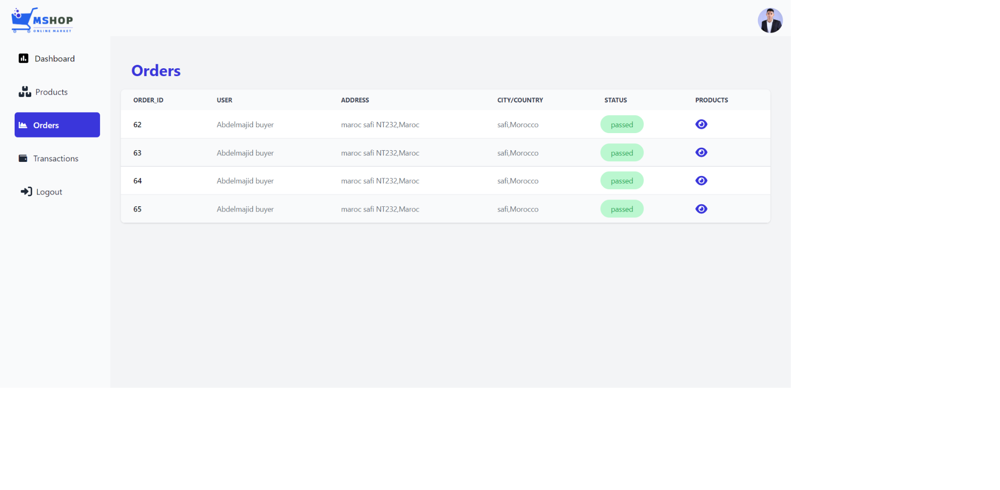 MSHOP
ONLINE MARKET
Dashboard
Products
Orders
Transactions
Logout
Orders
ORDER_ID USER ADDRESS CITY/COUNTRY STATUS PRODUCTS
62 Abdelmajid buyer maroc safi NT232,Maroc safi,Morocco passed
63 Abdelmajid buyer maroc safi NT232,Maroc safi,Morocco passed
64 Abdelmajid buyer maroc safi NT232,Maroc safi,Morocco passed
65 Abdelmajid buyer maroc safi NT232,Maroc safi,Morocco passed